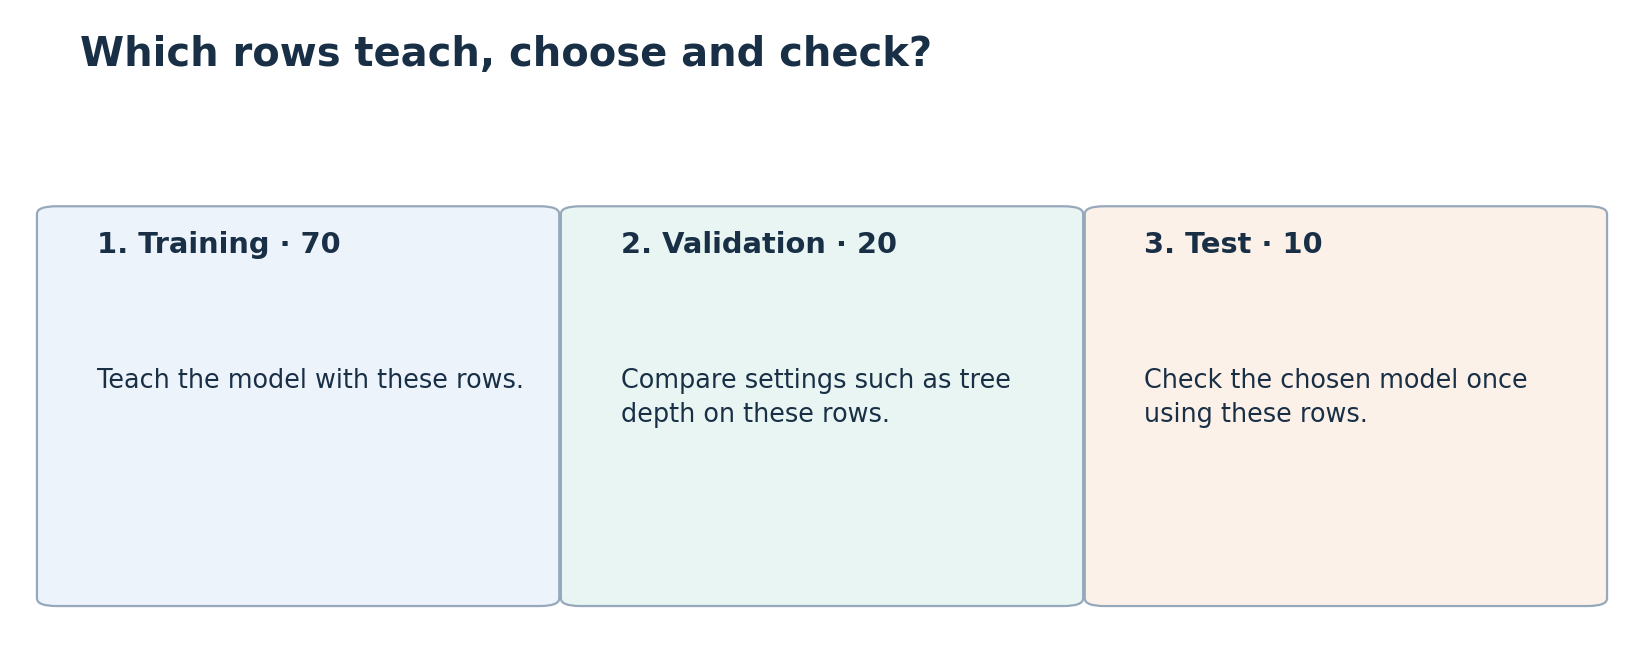 Which rows teach, choose and check?
1. Training · 70
Teach the model with these rows.
2. Validation · 20
Compare settings such as tree
depth on these rows.
3. Test · 10
Check the chosen model once
using these rows.